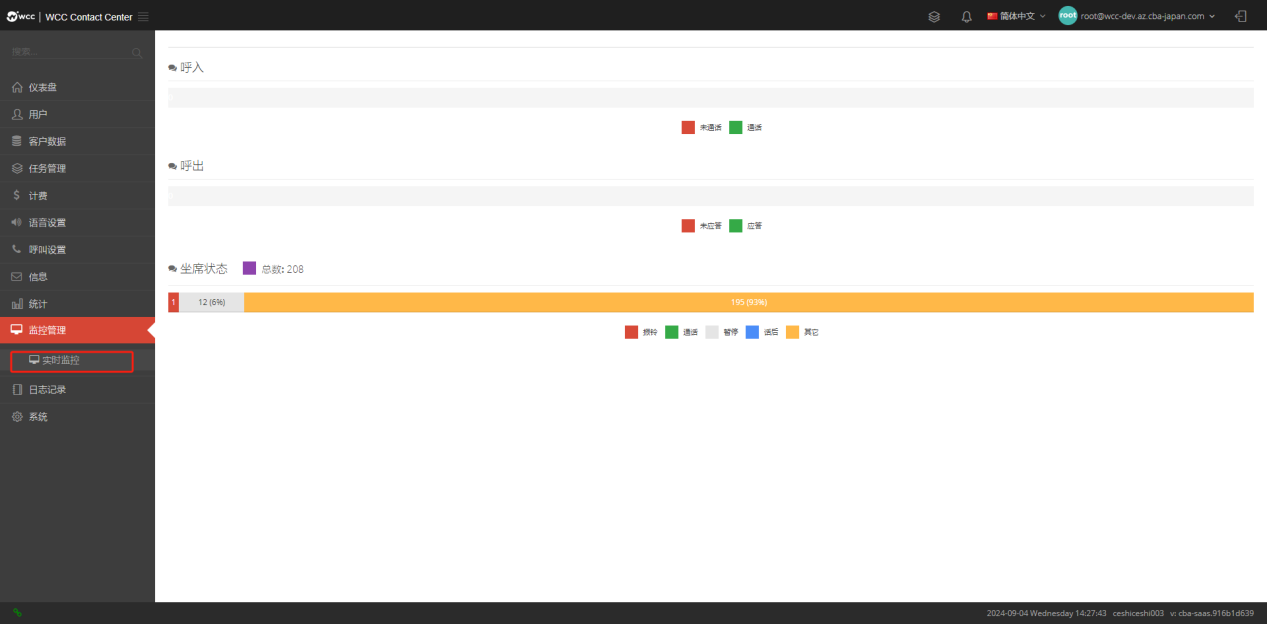 wcc | WCC Contact Center
简体中文
root
root@wcc-dev.az.cba-japan.com
搜索...
仪表盘
用户
客户数据
任务管理
计费
语音设置
呼叫设置
信息
统计
监控管理
实时监控
日志记录
系统
呼入
未通话 通话
呼出
未应答 应答
坐席状态 总数: 208
1 12 (6%) 195 (93%)
振铃 通话 暂停 话后 其它
2024-09-04 Wednesday 14:27:43 ceshiceshi003 v: cba-saas.916b1d639